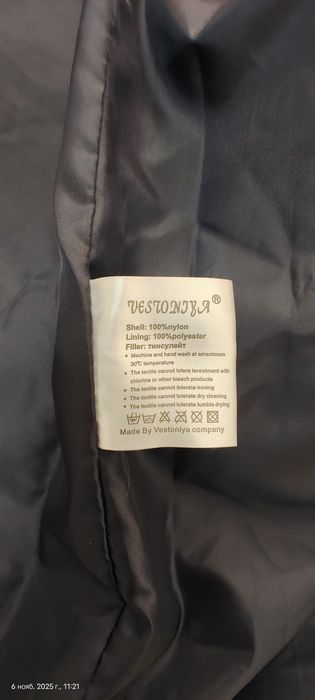 VESTONIYA®
Shell: 100%nylon
Lining: 100%polyester
Filler: тинсулейт
• Machine and hand wash at amaximum
30°C temperature
• The textile cannot tolera tereatment with
chlorine or other bleach products
• The textile cannot tolerate ironing
• The textile cannot tolerate dry cleaning
• The textile cannot tolerate tumble drying
Made By Vestoniya company
6 нояб. 2025 г., 11:21